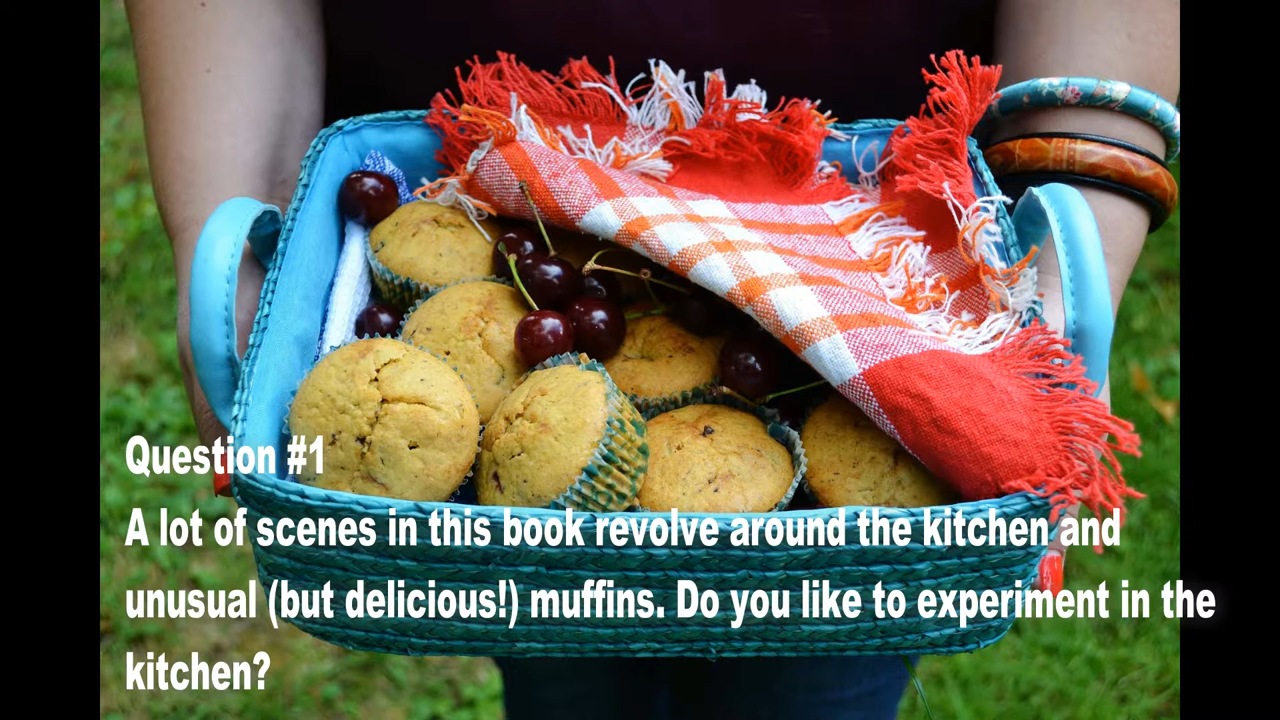 Question #1
A lot of scenes in this book revolve around the kitchen and
unusual (but delicious!) muffins. Do you like to experiment in the
kitchen?